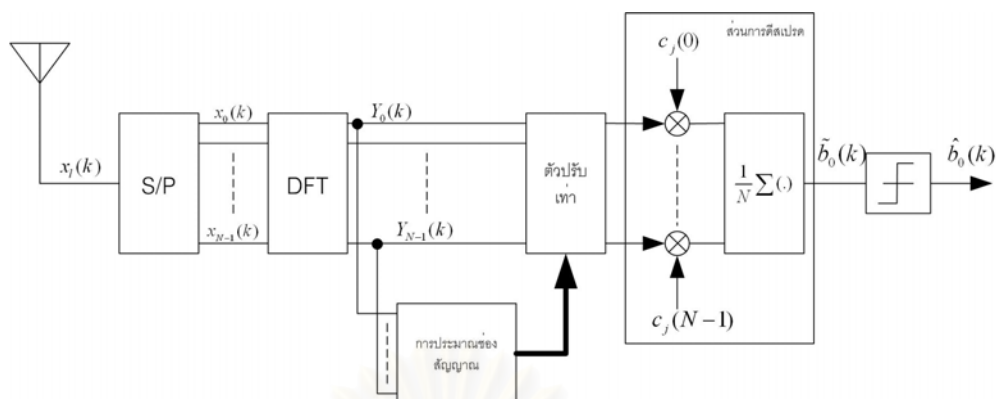 ส่วนการดีสเปรด
c_j(0)
x_0(k)
Y_0(k)
x_l(k)
S/P
DFT
ตัวปรับ
เท่า
1/N ∑(.)
b̃_0(k)
b̂_0(k)
x_{N-1}(k)
Y_{N-1}(k)
c_j(N-1)
การประมาณช่อง
สัญญาณ